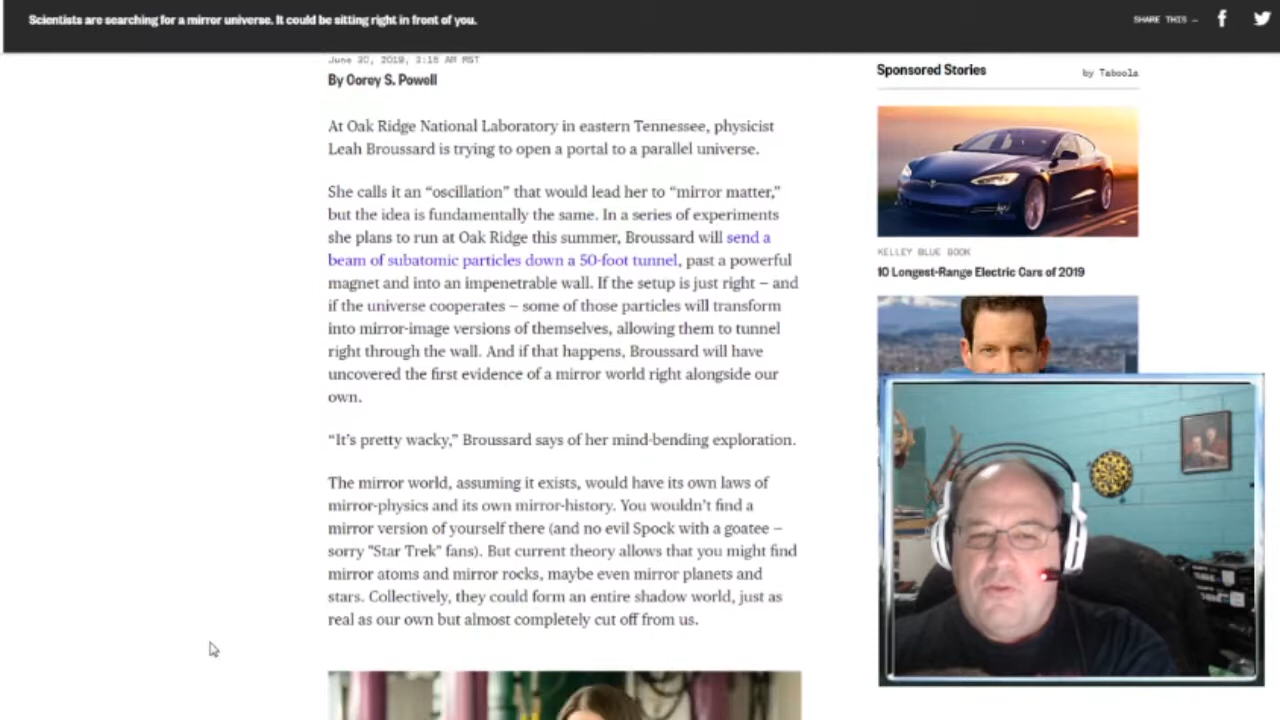 Scientists are searching for a mirror universe. It could be sitting right in front of you.
SHARE THIS —
June 30, 2019, 3:18 AM MST
By Corey S. Powell
At Oak Ridge National Laboratory in eastern Tennessee, physicist
Leah Broussard is trying to open a portal to a parallel universe.
She calls it an “oscillation” that would lead her to “mirror matter,”
but the idea is fundamentally the same. In a series of experiments
she plans to run at Oak Ridge this summer, Broussard will send a
beam of subatomic particles down a 50-foot tunnel, past a powerful
magnet and into an impenetrable wall. If the setup is just right — and
if the universe cooperates — some of those particles will transform
into mirror-image versions of themselves, allowing them to tunnel
right through the wall. And if that happens, Broussard will have
uncovered the first evidence of a mirror world right alongside our
own.
“It’s pretty wacky,” Broussard says of her mind-bending exploration.
The mirror world, assuming it exists, would have its own laws of
mirror-physics and its own mirror-history. You wouldn’t find a
mirror version of yourself there (and no evil Spock with a goatee —
sorry "Star Trek" fans). But current theory allows that you might find
mirror atoms and mirror rocks, maybe even mirror planets and
stars. Collectively, they could form an entire shadow world, just as
real as our own but almost completely cut off from us.
Sponsored Stories
by Taboola
KELLEY BLUE BOOK
10 Longest-Range Electric Cars of 2019